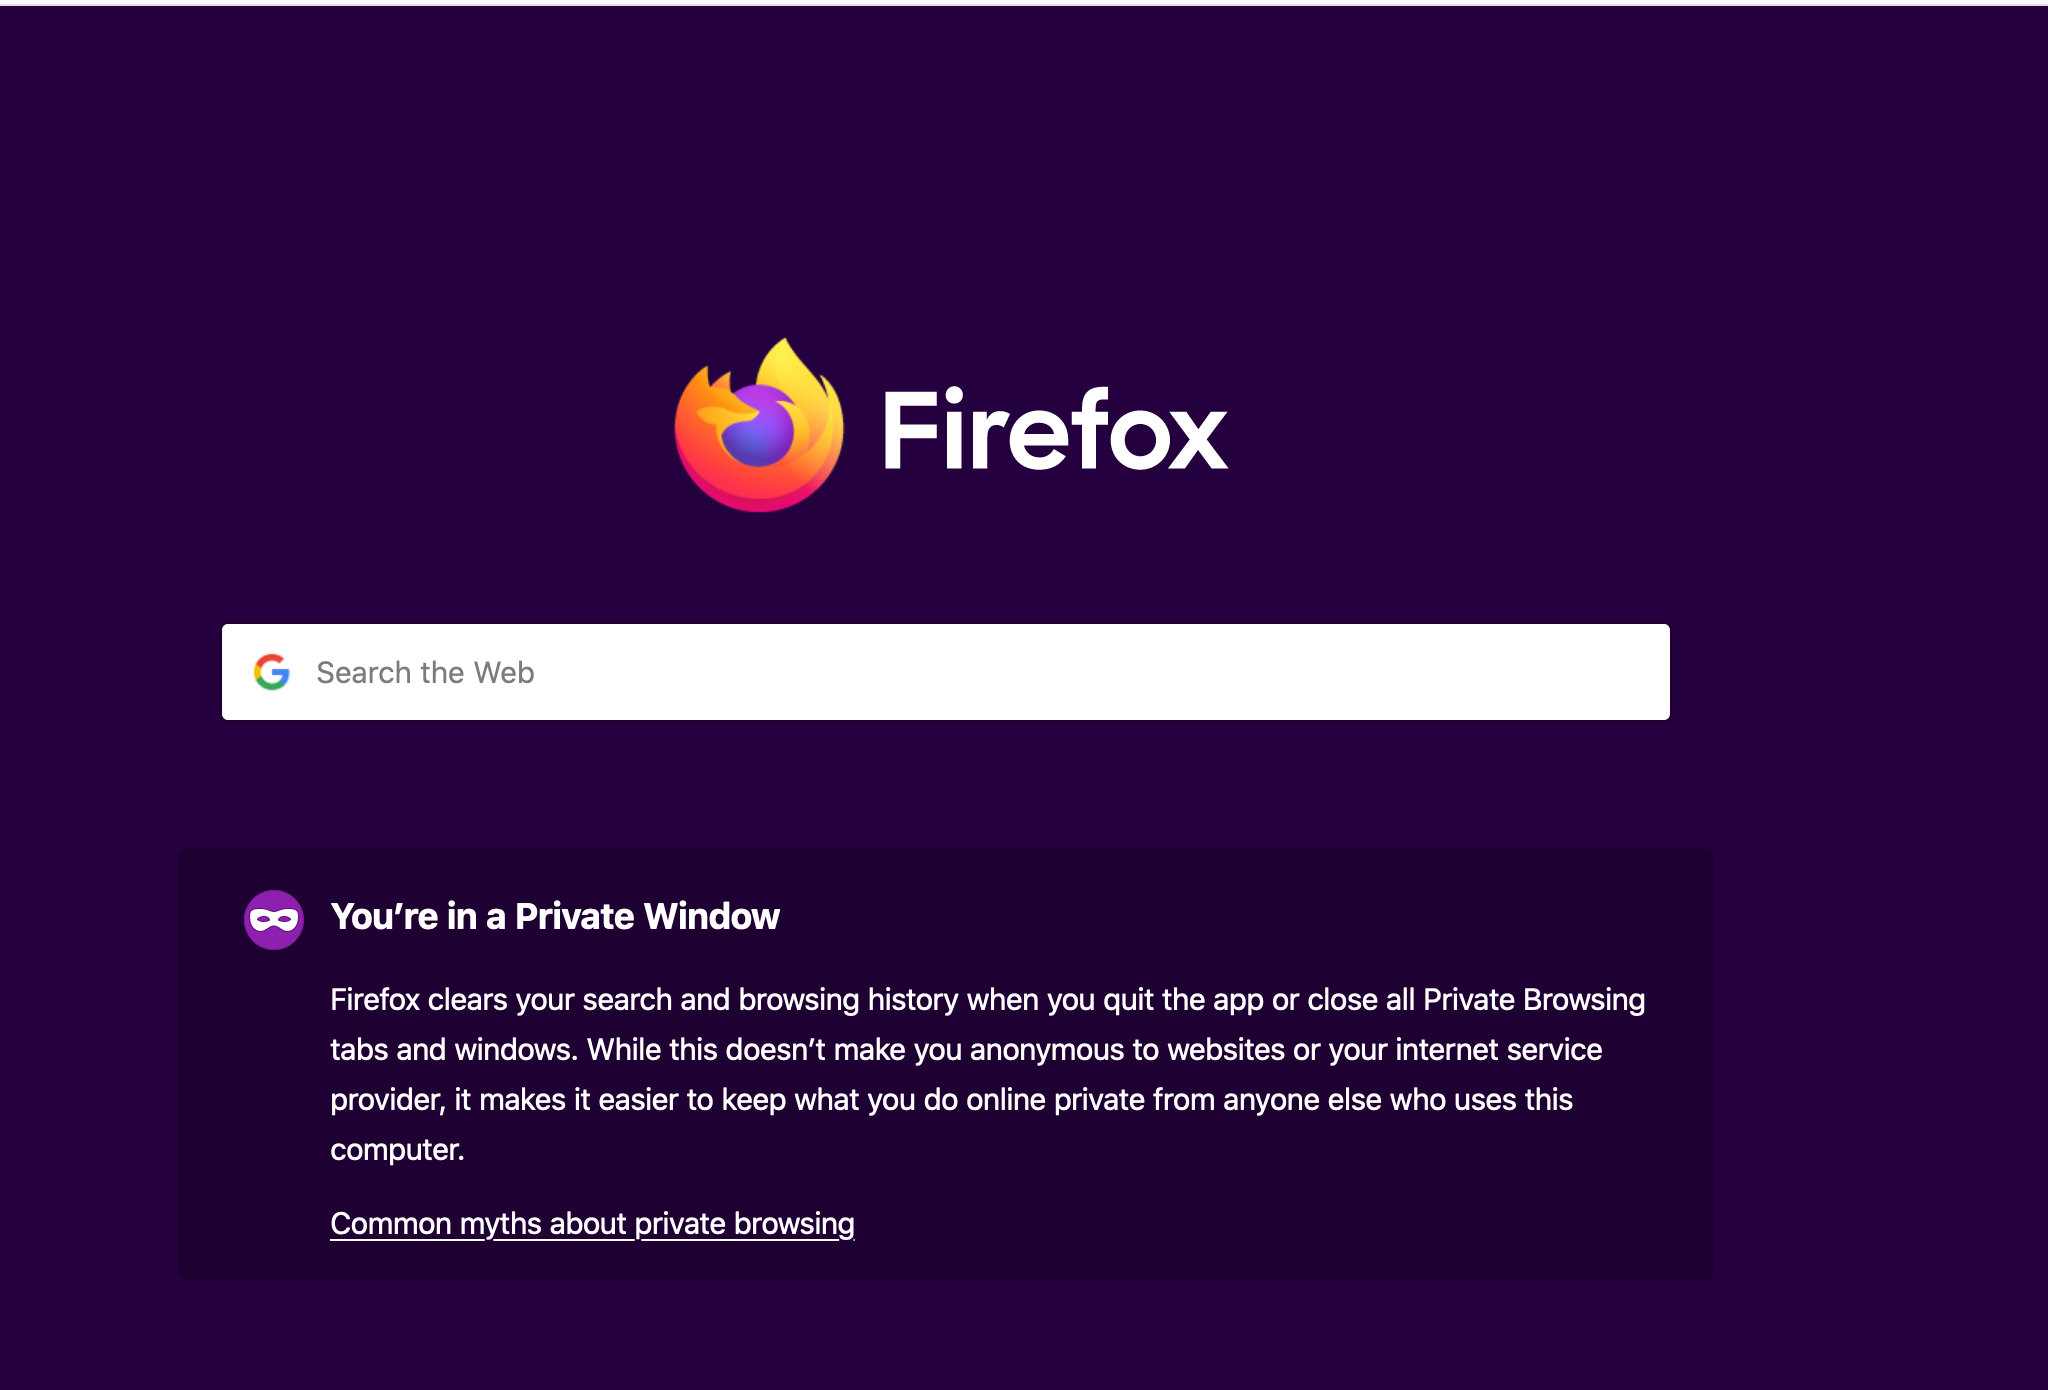 Firefox
Search the Web
You’re in a Private Window
Firefox clears your search and browsing history when you quit the app or close all Private Browsing
tabs and windows. While this doesn’t make you anonymous to websites or your internet service
provider, it makes it easier to keep what you do online private from anyone else who uses this
computer.
Common myths about private browsing